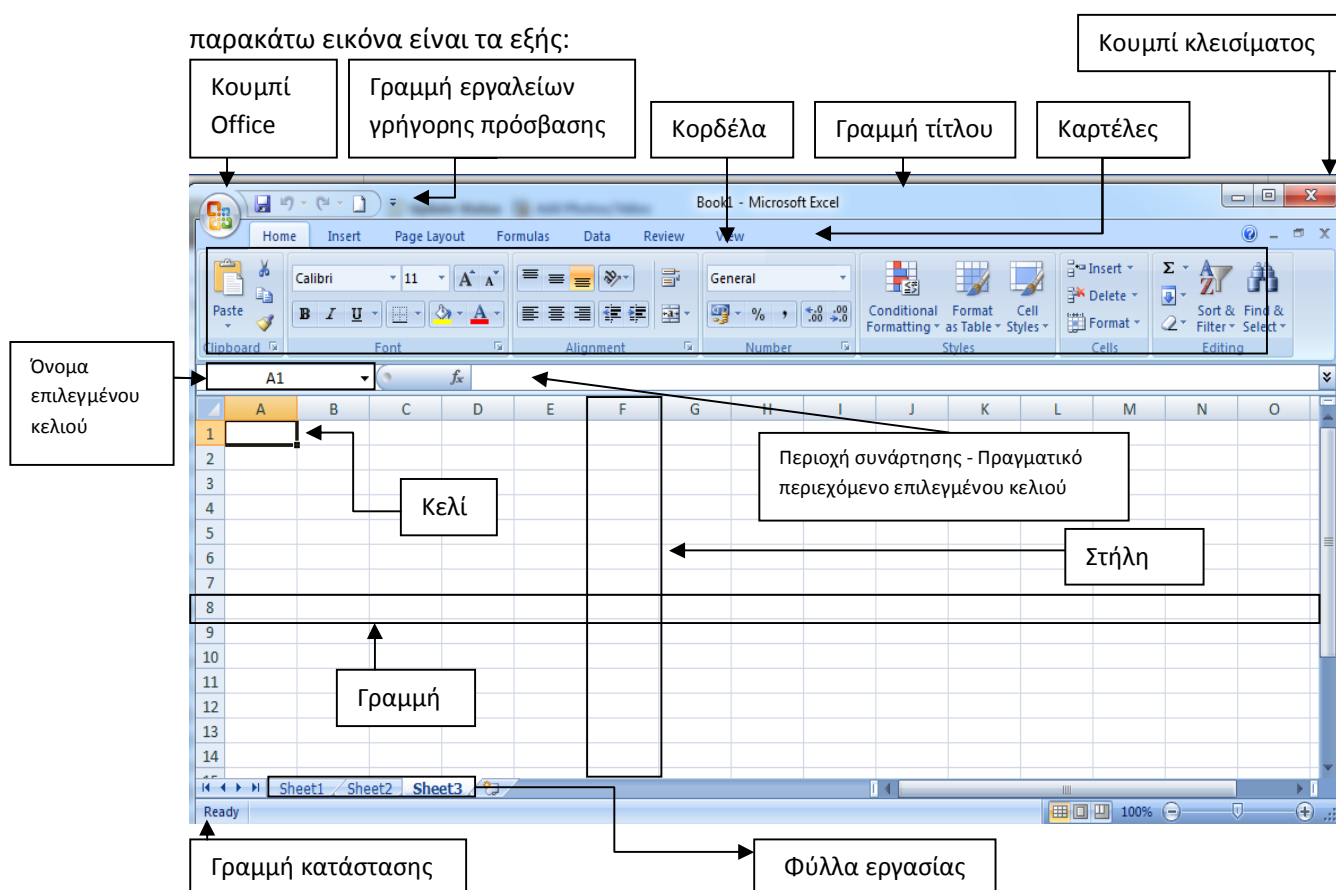 παρακάτω εικόνα είναι τα εξής:
Κουμπί κλεισίματος
Κουμπί
Office
Γραμμή εργαλείων
γρήγορης πρόσβασης
Κορδέλα
Γραμμή τίτλου
Καρτέλες
Book1 - Microsoft Excel
Home Insert Page Layout Formulas Data Review View
Calibri 11 General
Paste
B I U A % ,
Conditional
Formatting
Format
as Table
Cell
Styles
Insert
Delete
Format
Σ
Sort &
Filter
Find &
Select
Clipboard Font Alignment Number Styles Cells Editing
Όνομα
επιλεγμένου
κελιού
A1 fx
A B C D E F G H I J K L M N O
1
2
3
4
5
6
7
8
9
10
11
12
13
14
15
Περιοχή συνάρτησης - Πραγματικό
περιεχόμενο επιλεγμένου κελιού
Κελί
Στήλη
Γραμμή
Sheet1 Sheet2 Sheet3
Ready 100%
Γραμμή κατάστασης
Φύλλα εργασίας